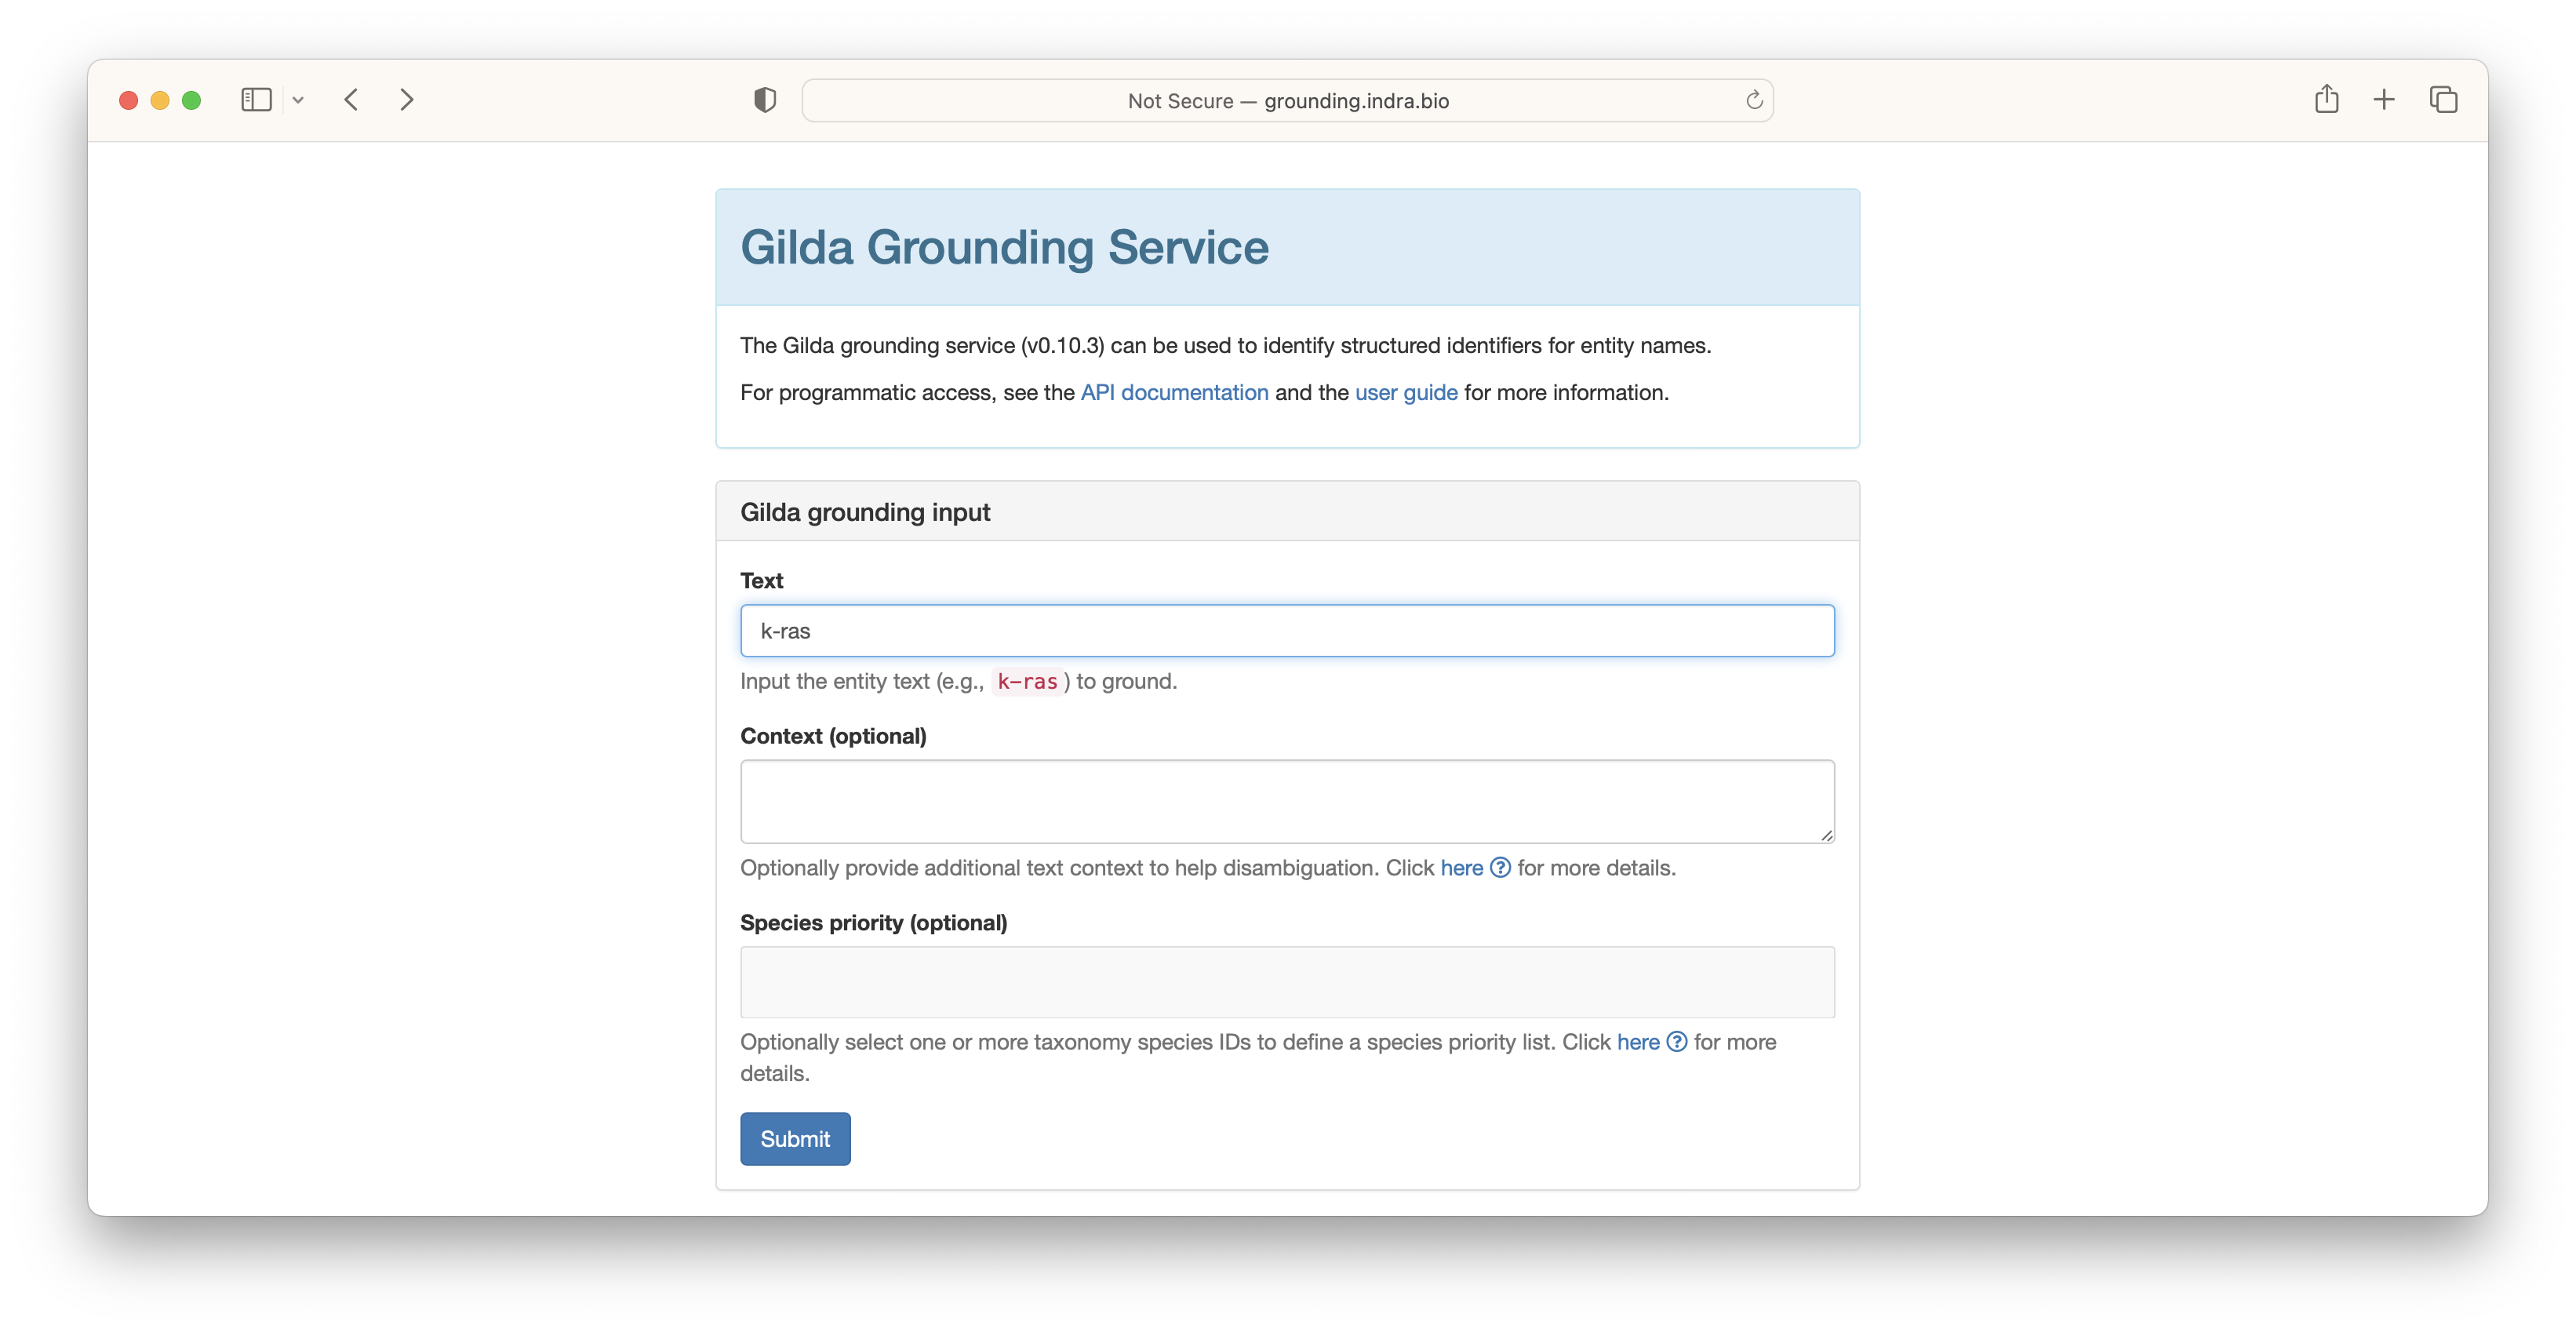 Not Secure — grounding.indra.bio
Gilda Grounding Service
The Gilda grounding service (v0.10.3) can be used to identify structured identifiers for entity names.
For programmatic access, see the API documentation and the user guide for more information.
Gilda grounding input
Text
k-ras
Input the entity text (e.g., k-ras) to ground.
Context (optional)
Optionally provide additional text context to help disambiguation. Click here ? for more details.
Species priority (optional)
Optionally select one or more taxonomy species IDs to define a species priority list. Click here ? for more
details.
Submit